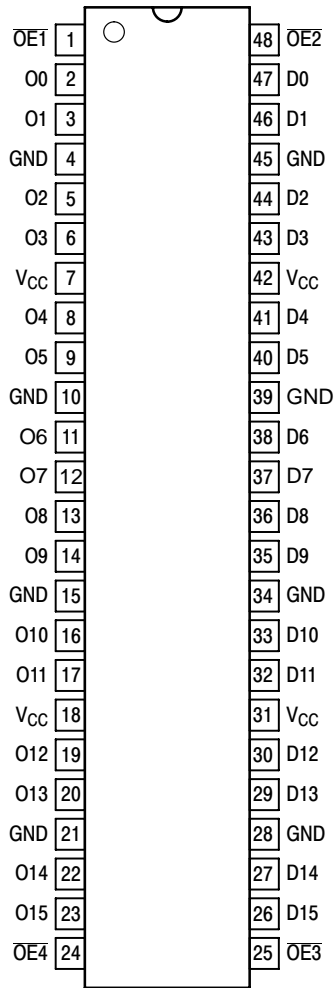 O̅E̅1̅ 1 48 O̅E̅2̅
O0 2 47 D0
O1 3 46 D1
GND 4 45 GND
O2 5 44 D2
O3 6 43 D3
VCC 7 42 VCC
O4 8 41 D4
O5 9 40 D5
GND 10 39 GND
O6 11 38 D6
O7 12 37 D7
O8 13 36 D8
O9 14 35 D9
GND 15 34 GND
O10 16 33 D10
O11 17 32 D11
VCC 18 31 VCC
O12 19 30 D12
O13 20 29 D13
GND 21 28 GND
O14 22 27 D14
O15 23 26 D15
O̅E̅4̅ 24 25 O̅E̅3̅